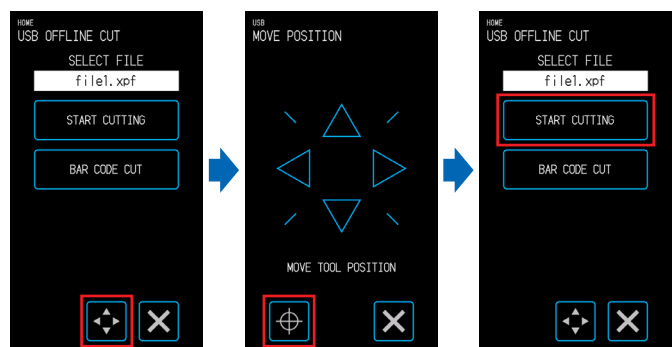 HOME
USB OFFLINE CUT
SELECT FILE
file1.xpf
START CUTTING
BAR CODE CUT
USB
MOVE POSITION
MOVE TOOL POSITION
HOME
USB OFFLINE CUT
SELECT FILE
file1.xpf
START CUTTING
BAR CODE CUT